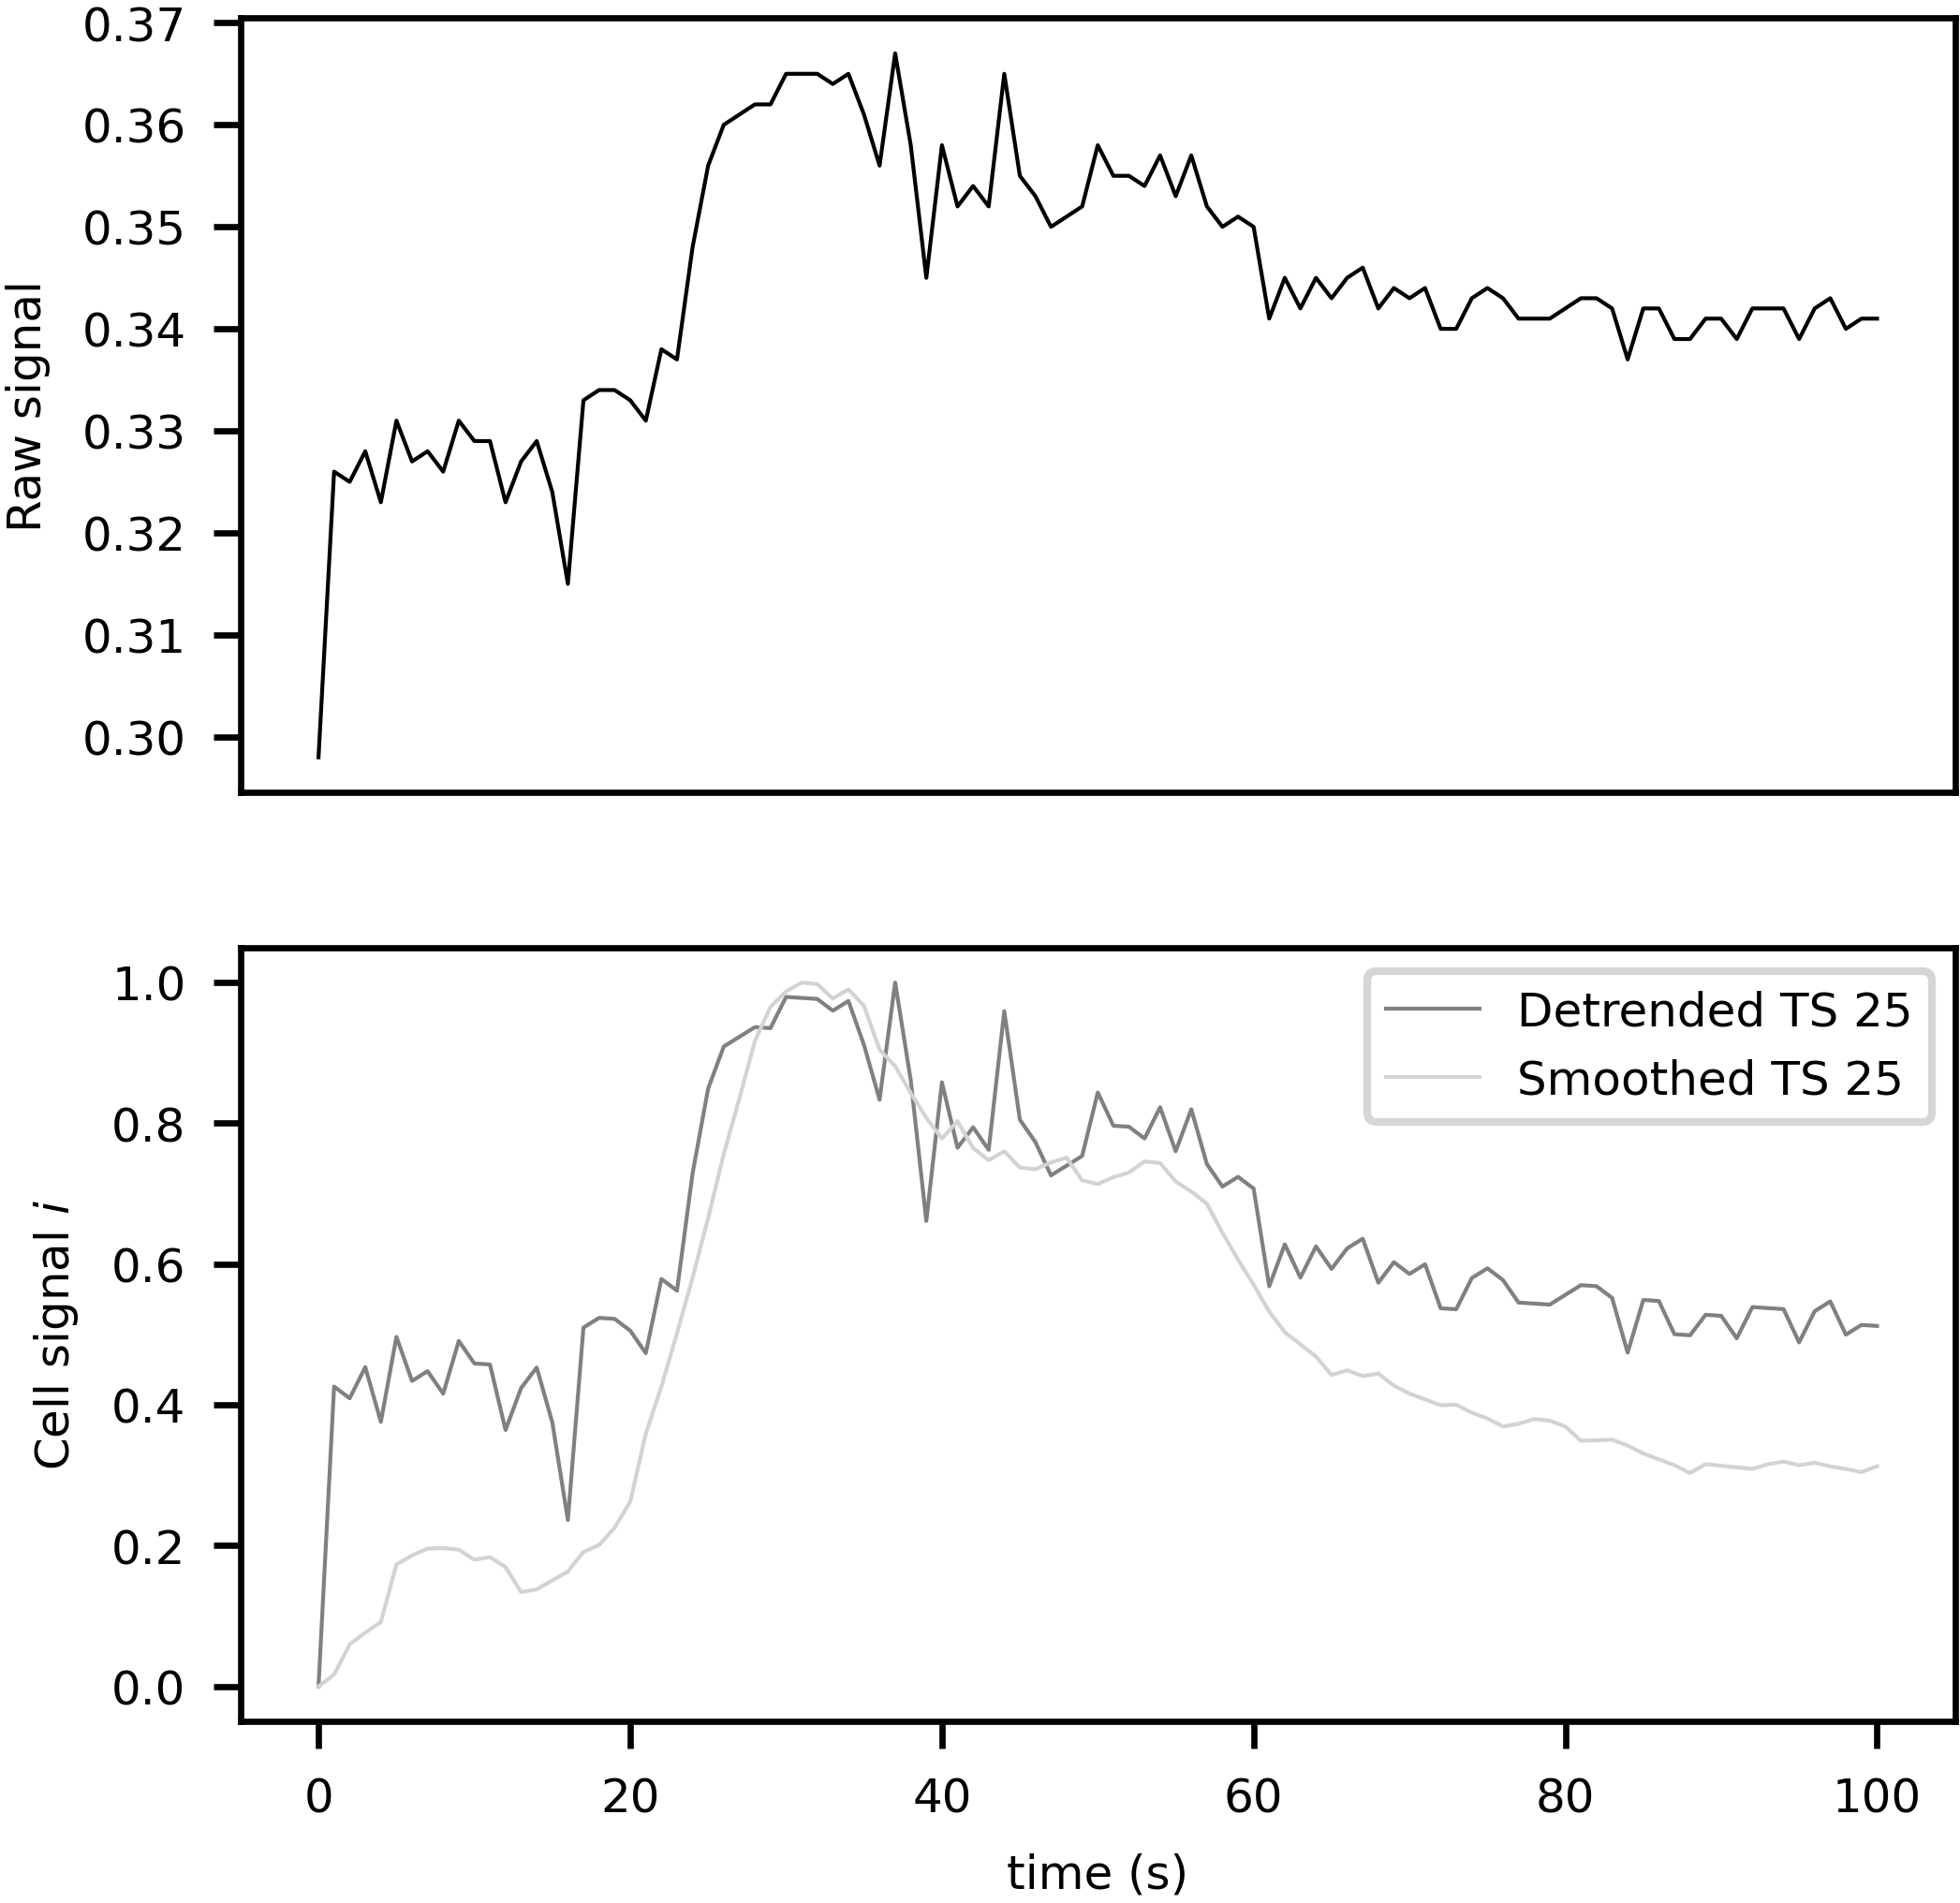 0.37
0.36
0.35
0.34
0.33
0.32
0.31
0.30
Raw signal
1.0
0.8
0.6
0.4
0.2
0.0
Cell signal i
Detrended TS 25
Smoothed TS 25
0 20 40 60 80 100
time (s)